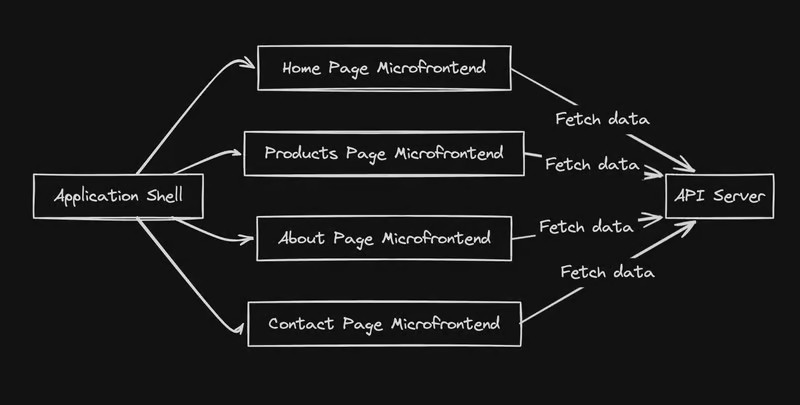 Home Page Microfrontend
Fetch data
Products Page Microfrontend
Fetch data
Application Shell
API Server
About Page Microfrontend
Fetch data
Fetch data
Contact Page Microfrontend